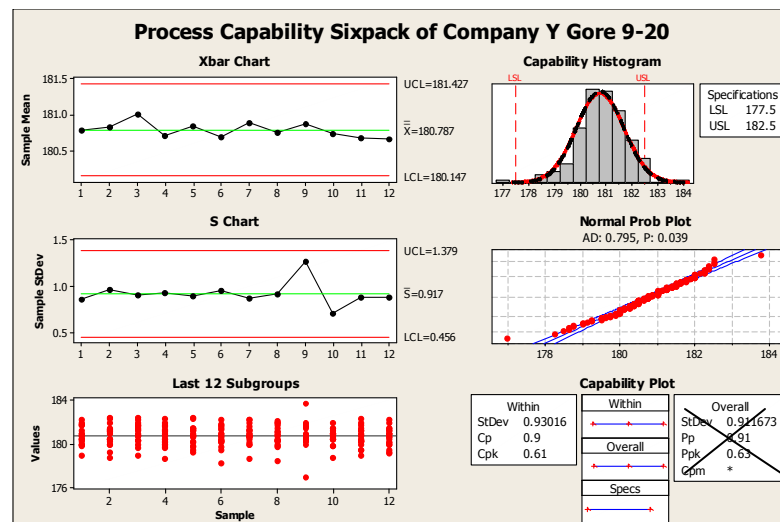 Process Capability Sixpack of Company Y Gore 9-20
Xbar Chart
Sample Mean
181.5
181.0
180.5
1 2 3 4 5 6 7 8 9 10 11 12
UCL=181.427
X=180.787
LCL=180.147
Capability Histogram
LSL USL
177 178 179 180 181 182 183 184
Specifications
LSL 177.5
USL 182.5
S Chart
Sample StDev
1.5
1.0
0.5
1 2 3 4 5 6 7 8 9 10 11 12
UCL=1.379
S=0.917
LCL=0.456
Normal Prob Plot
AD: 0.795, P: 0.039
178 180 182 184
Last 12 Subgroups
Values
184
180
176
2 4 6 8 10 12
Sample
Capability Plot
Within
StDev 0.93016
Cp 0.9
Cpk 0.61
Within
Overall
Specs
Overall
StDev 0.911673
Pp 0.91
Ppk 0.63
Cpm *